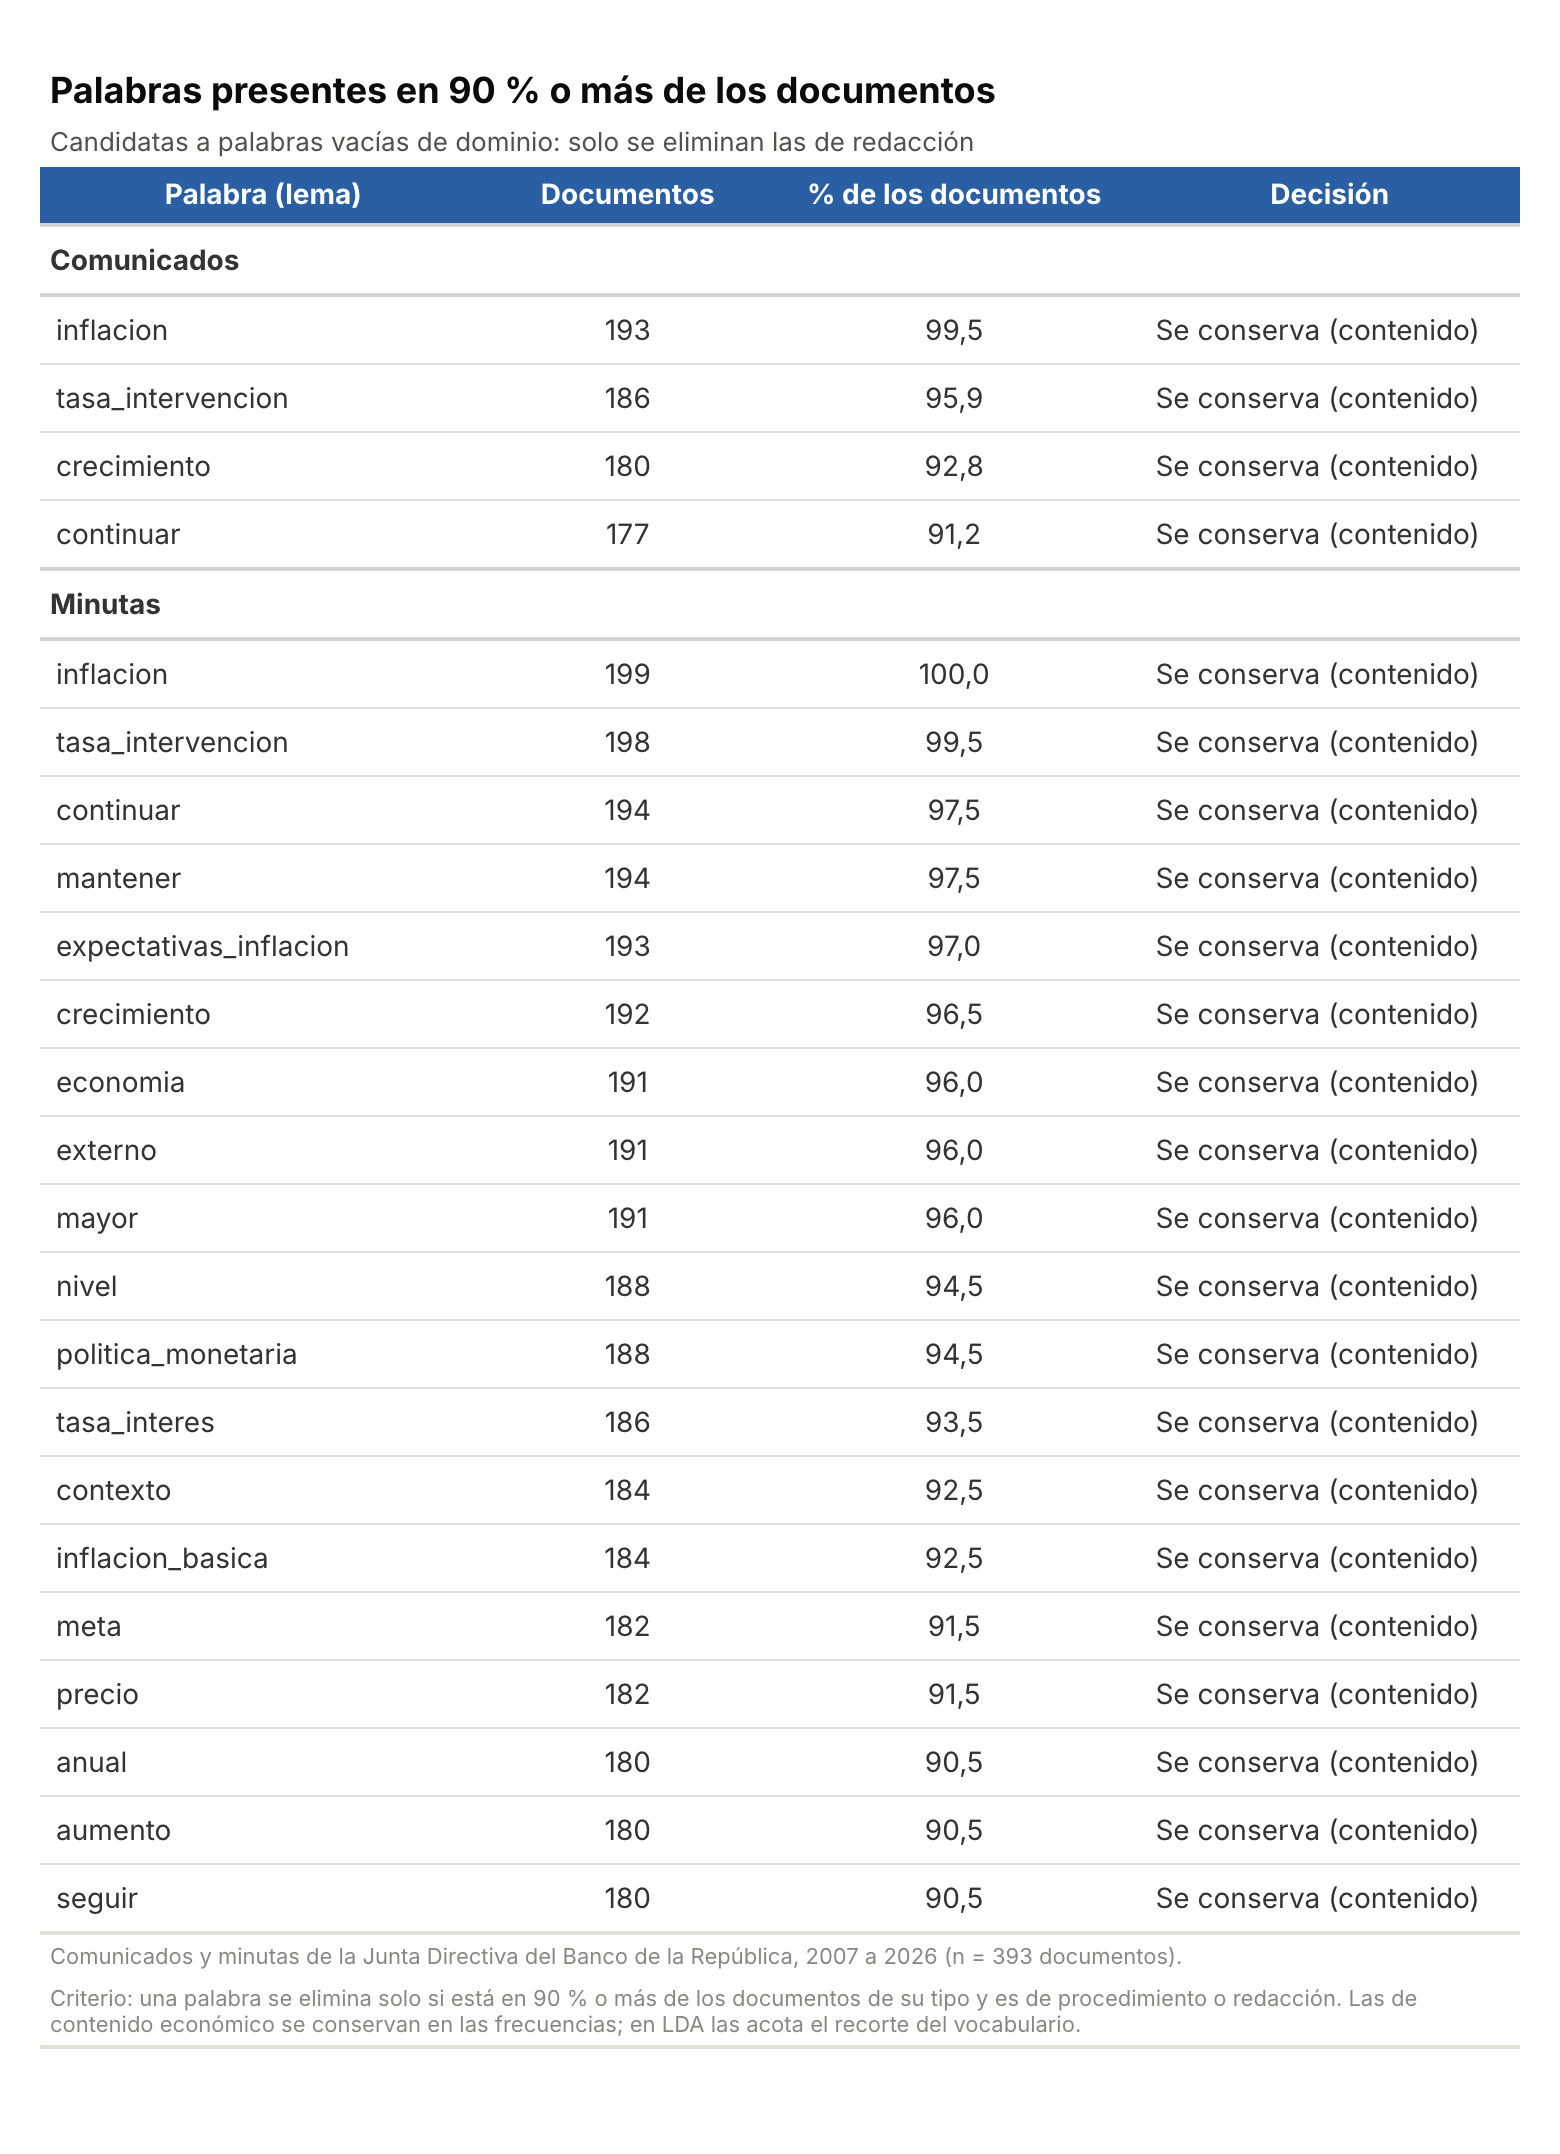 Palabras presentes en 90 % o más de los documentos
Candidatas a palabras vacías de dominio: solo se eliminan las de redacción
Palabra (lema) Documentos % de los documentos Decisión
Comunicados
inflacion 193 99,5 Se conserva (contenido)
tasa_intervencion 186 95,9 Se conserva (contenido)
crecimiento 180 92,8 Se conserva (contenido)
continuar 177 91,2 Se conserva (contenido)
Minutas
inflacion 199 100,0 Se conserva (contenido)
tasa_intervencion 198 99,5 Se conserva (contenido)
continuar 194 97,5 Se conserva (contenido)
mantener 194 97,5 Se conserva (contenido)
expectativas_inflacion 193 97,0 Se conserva (contenido)
crecimiento 192 96,5 Se conserva (contenido)
economia 191 96,0 Se conserva (contenido)
externo 191 96,0 Se conserva (contenido)
mayor 191 96,0 Se conserva (contenido)
nivel 188 94,5 Se conserva (contenido)
politica_monetaria 188 94,5 Se conserva (contenido)
tasa_interes 186 93,5 Se conserva (contenido)
contexto 184 92,5 Se conserva (contenido)
inflacion_basica 184 92,5 Se conserva (contenido)
meta 182 91,5 Se conserva (contenido)
precio 182 91,5 Se conserva (contenido)
anual 180 90,5 Se conserva (contenido)
aumento 180 90,5 Se conserva (contenido)
seguir 180 90,5 Se conserva (contenido)
Comunicados y minutas de la Junta Directiva del Banco de la República, 2007 a 2026 (n = 393 documentos).
Criterio: una palabra se elimina solo si está en 90 % o más de los documentos de su tipo y es de procedimiento o redacción. Las de
contenido económico se conservan en las frecuencias; en LDA las acota el recorte del vocabulario.